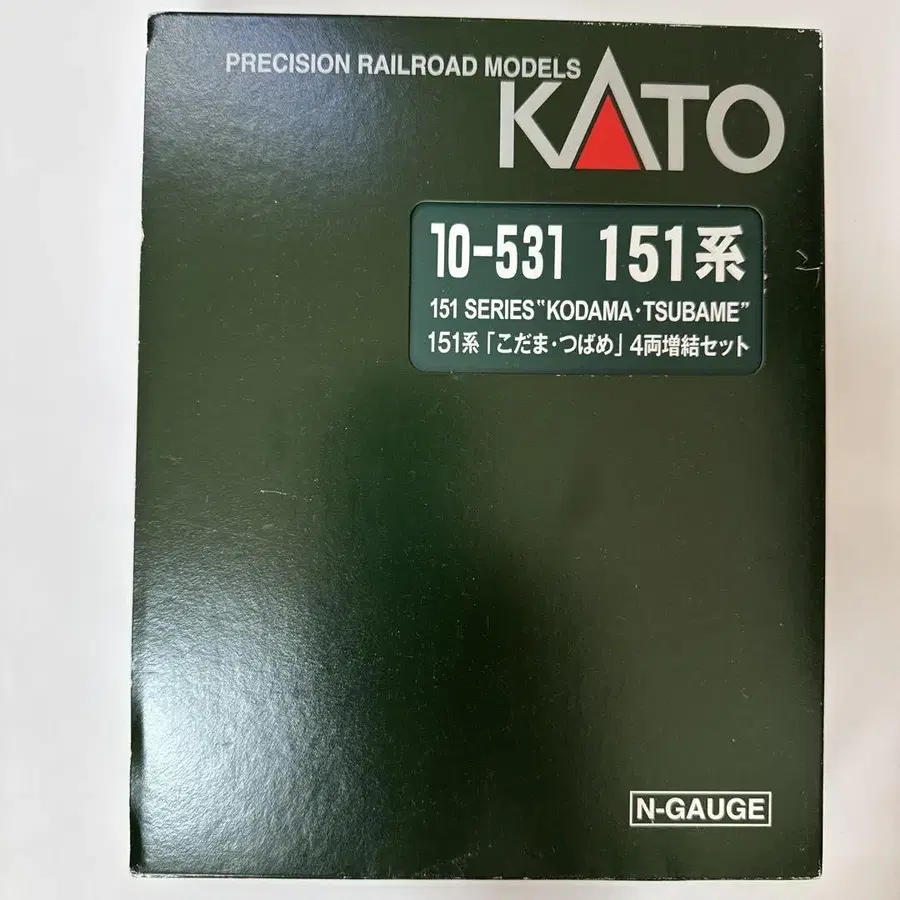 PRECISION RAILROAD MODELS
KATO
10-531 151系
151 SERIES "KODAMA・TSUBAME"
151系「こだま・つばめ」4両増結セット
N-GAUGE